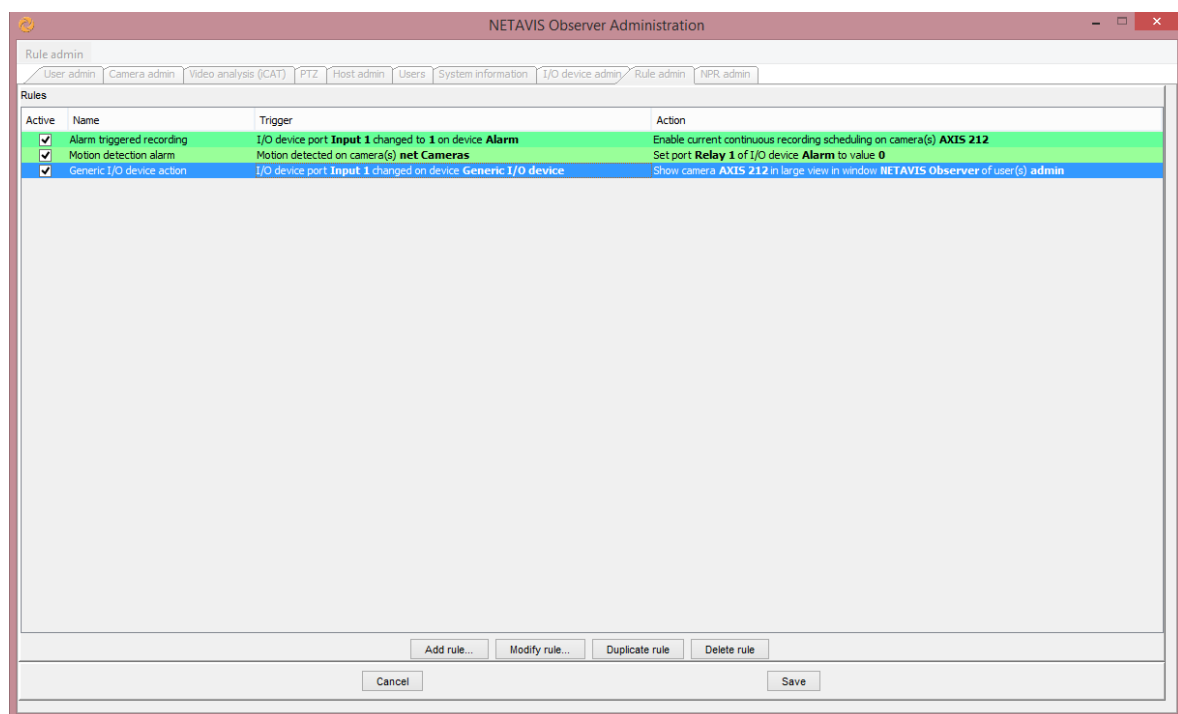 NETAVIS Observer Administration
Rule admin
User admin Camera admin Video analysis (iCAT) PTZ Host admin Users System information I/O device admin Rule admin NPR admin
Rules
Active Name Trigger Action
Alarm triggered recording I/O device port Input 1 changed to 1 on device Alarm Enable current continuous recording scheduling on camera(s) AXIS 212
Motion detection alarm Motion detected on camera(s) net Cameras Set port Relay 1 of I/O device Alarm to value 0
Generic I/O device action I/O device port Input 1 changed on device Generic I/O device Show camera AXIS 212 in large view in window NETAVIS Observer of user(s) admin
Add rule... Modify rule... Duplicate rule Delete rule
Cancel Save